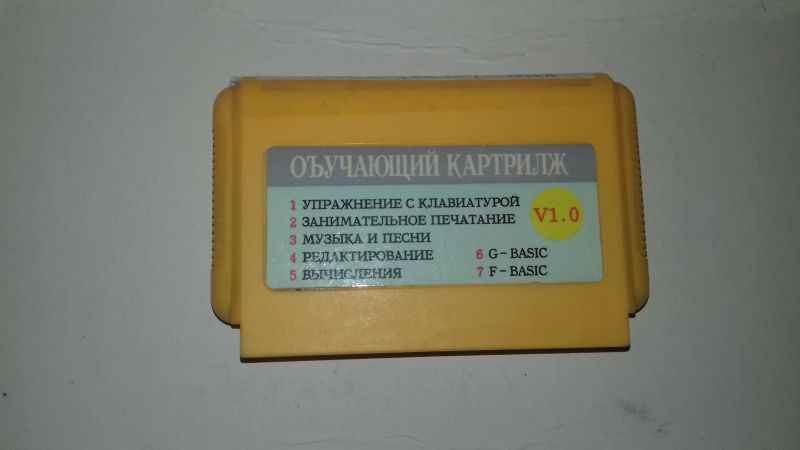 ОЪУЧАЮЩИЙ КАРТРИЛЖ
1 УПРАЖНЕНИЕ С КЛАВИАТУРОЙ
2 ЗАНИМАТЕЛЬНОЕ ПЕЧАТАНИЕ
V1.0
3 МУЗЫКА И ПЕСНИ
4 РЕДАКТИРОВАНИЕ 6 G-BASIC
5 ВЫЧИСЛЕНИЯ 7 F-BASIC